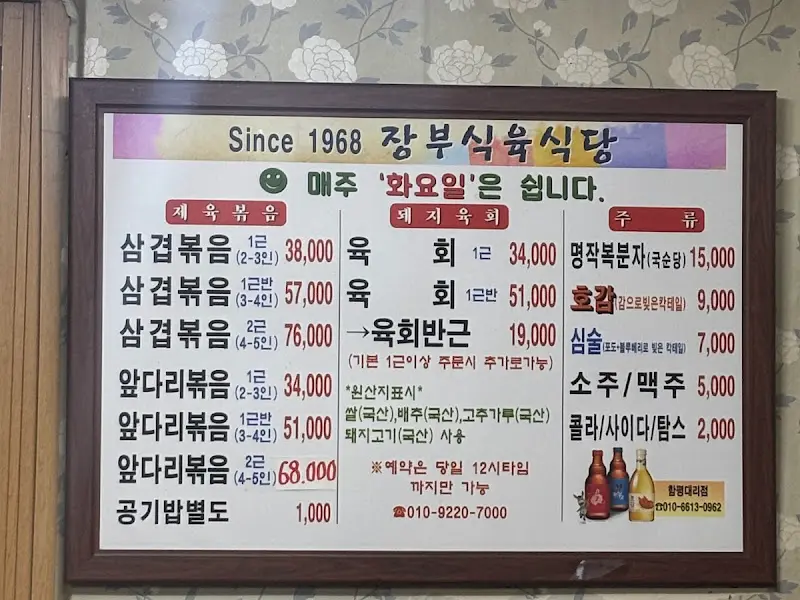 Since 1968 장부식육식당
매주 '화요일'은 쉽니다.
제육볶음
삼겹볶음 1근 (2-3인) 38,000
삼겹볶음 1근반 (3-4인) 57,000
삼겹볶음 2근 (4-5인) 76,000
앞다리볶음 1근 (2-3인) 34,000
앞다리볶음 1근반 (3-4인) 51,000
앞다리볶음 2근 (4-5인) 68.000
공기밥별도 1,000
돼지육회
육 회 1근 34,000
육 회 1근반 51,000
→육회반근 19,000
(기본 1근이상 주문시 추가로가능)
*원산지표시*
쌀(국산),배추(국산),고추가루(국산)
돼지고기(국산) 사용
※예약은 당일 12시타임
까지만 가능
☎010-9220-7000
주 류
명작복분자(국순당) 15,000
호감(감으로빚은칵테일) 9,000
심술(포도+블루베리로 빚은 칵테일) 7,000
소주/맥주 5,000
콜라/사이다/탐스 2,000
함평대리점
☎010-6613-0962